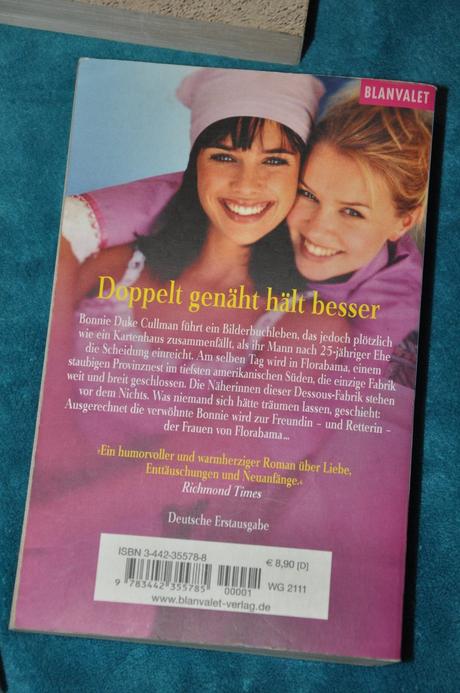 BLANVALET
Doppelt genäht hält besser
Bonnie Duke Cullman führt ein Bilderbuchleben, das jedoch plötzlich
wie ein Kartenhaus zusammenfällt, als ihr Mann nach 25-jähriger Ehe
die Scheidung einreicht. Am selben Tag wird in Florabama, einem
staubigen Provinznest im tiefsten amerikanischen Süden, die einzige Fabrik
weit und breit geschlossen. Die Näherinnen dieser Dessous-Fabrik stehen
vor dem Nichts. Was niemand sich hätte träumen lassen, geschieht:
Ausgerechnet die verwöhnte Bonnie wird zur Freundin – und Retterin –
der Frauen von Florabama...
»Ein humorvoller und warmherziger Roman über Liebe,
Enttäuschungen und Neuanfänge.«
Richmond Times
Deutsche Erstausgabe
ISBN 3-442-35578-8
€ 8,90 [D]
9 783442 355785
00001
WG 2111
www.blanvalet-verlag.de